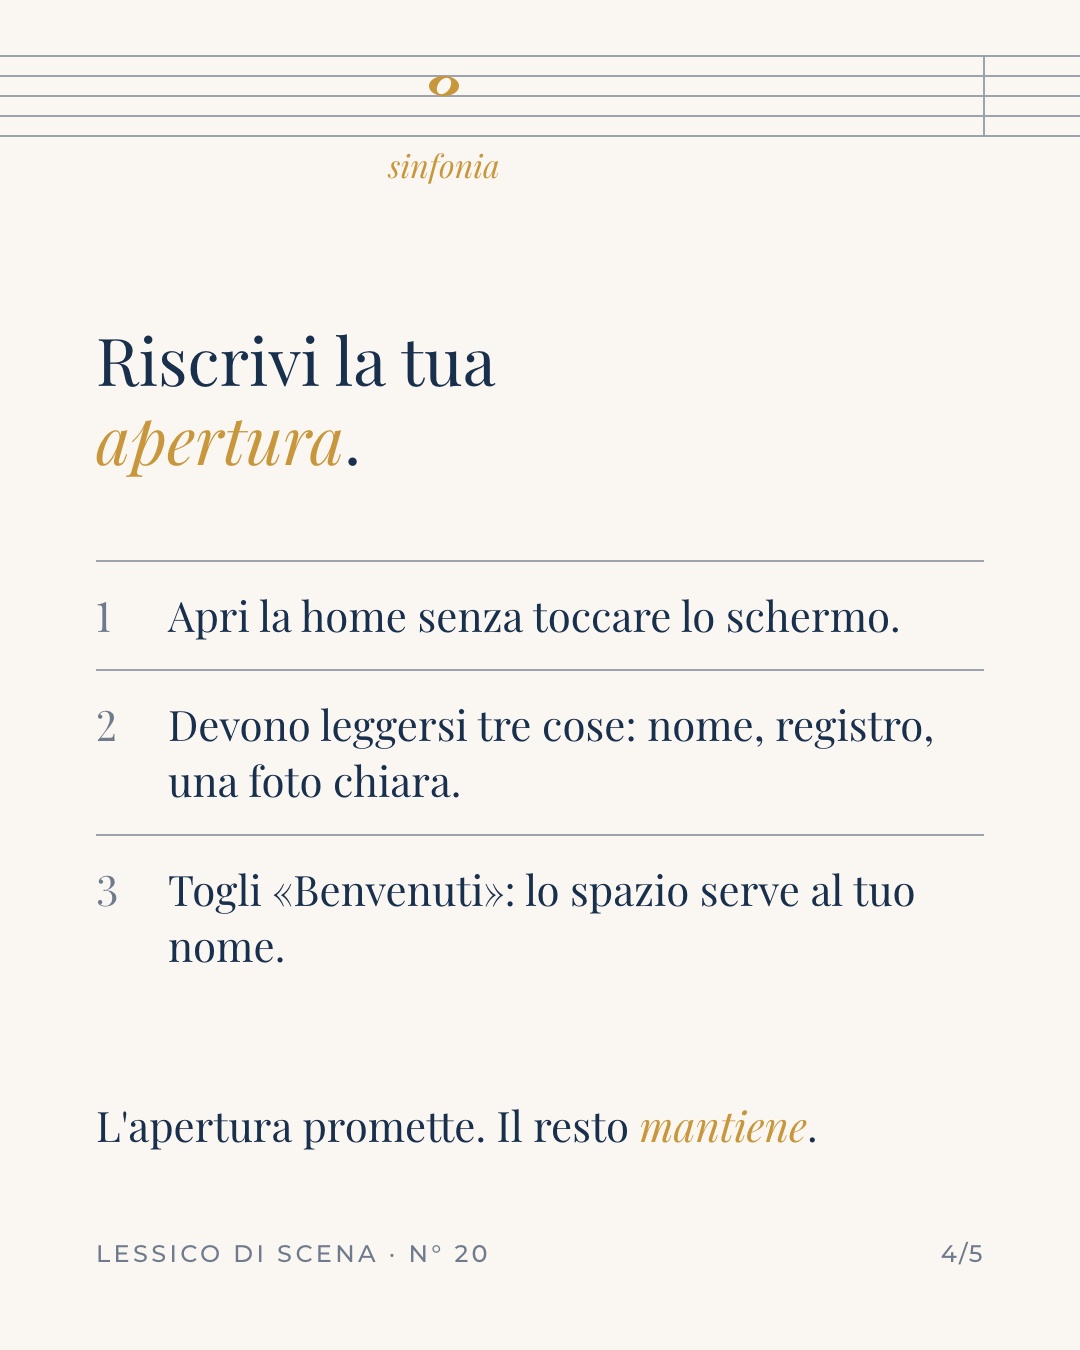 sinfonia
Riscrivi la tua
apertura.
1 Apri la home senza toccare lo schermo.
2 Devono leggersi tre cose: nome, registro,
una foto chiara.
3 Togli «Benvenuti»: lo spazio serve al tuo
nome.
L'apertura promette. Il resto mantiene.
LESSICO DI SCENA · N° 20
4/5